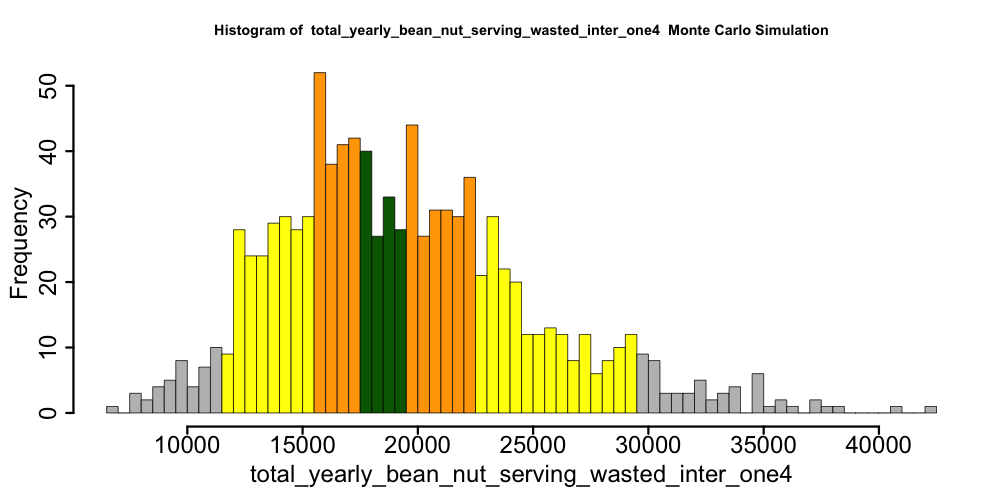 Histogram of  total_yearly_bean_nut_serving_wasted_inter_one4  Monte Carlo Simulation
Frequency
50
40
30
20
10
0
10000 15000 20000 25000 30000 35000 40000
total_yearly_bean_nut_serving_wasted_inter_one4